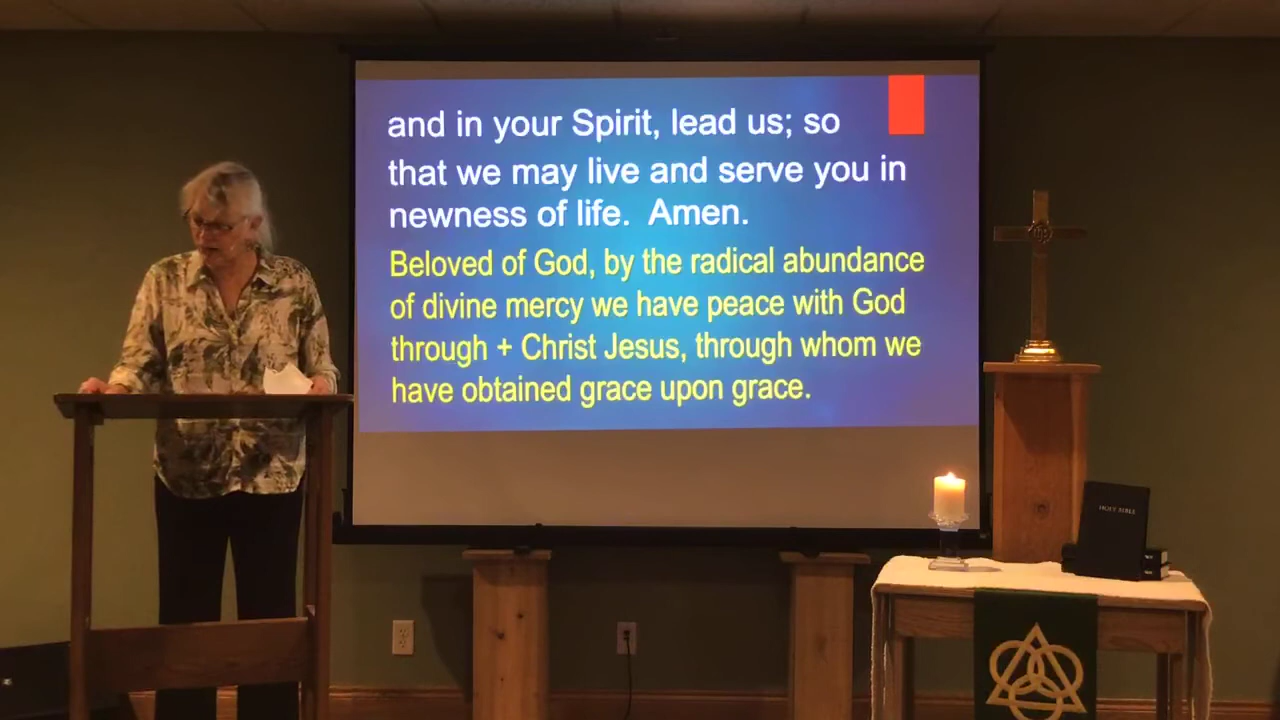 and in your Spirit, lead us; so
that we may live and serve you in
newness of life.  Amen.
Beloved of God, by the radical abundance
of divine mercy we have peace with God
through + Christ Jesus, through whom we
have obtained grace upon grace.
HOLY BIBLE